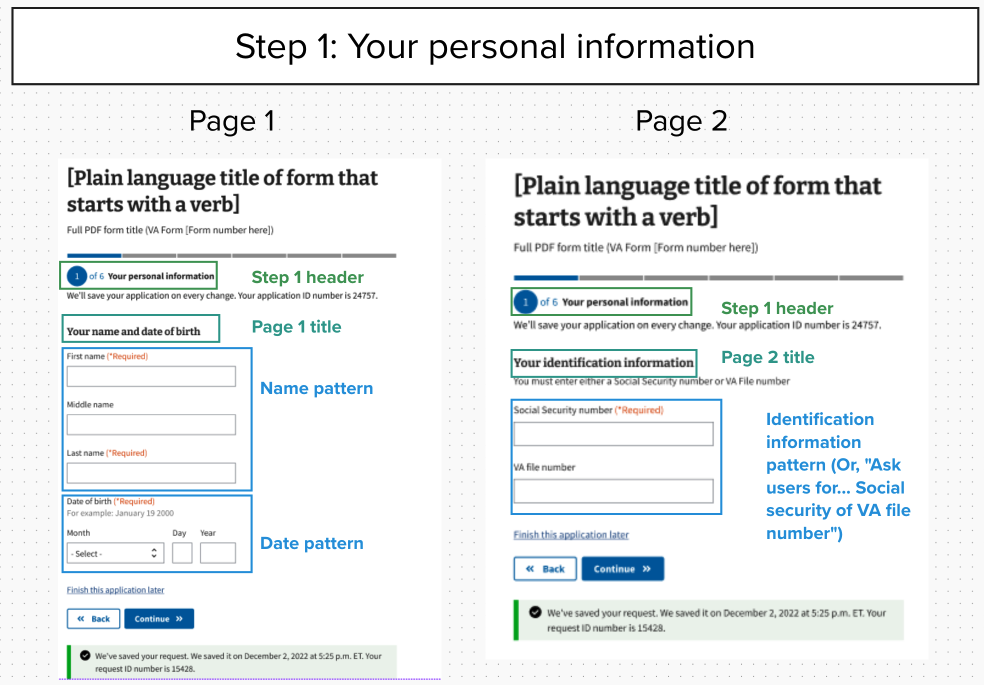 Step 1: Your personal information
Page 1
[Plain language title of form that
starts with a verb]
Full PDF form title (VA Form [Form number here])
1 of 6 Your personal information
Step 1 header
We'll save your application on every change. Your application ID number is 24757.
Your name and date of birth
Page 1 title
First name (*Required)
Name pattern
Middle name
Last name (*Required)
Date of birth (*Required)
For example: January 19 2000
Month Day Year
- Select -
Date pattern
Finish this application later
« Back Continue »
We've saved your request. We saved it on December 2, 2022 at 5:25 p.m. ET. Your
request ID number is 15428.
Page 2
[Plain language title of form that
starts with a verb]
Full PDF form title (VA Form [Form number here])
1 of 6 Your personal information
Step 1 header
We'll save your application on every change. Your application ID number is 24757.
Your identification information
Page 2 title
You must enter either a Social Security number or VA File number
Social Security number (*Required)
VA file number
Identification
information
pattern (Or, "Ask
users for... Social
security of VA file
number")
Finish this application later
« Back Continue »
We've saved your request. We saved it on December 2, 2022 at 5:25 p.m. ET. Your
request ID number is 15428.